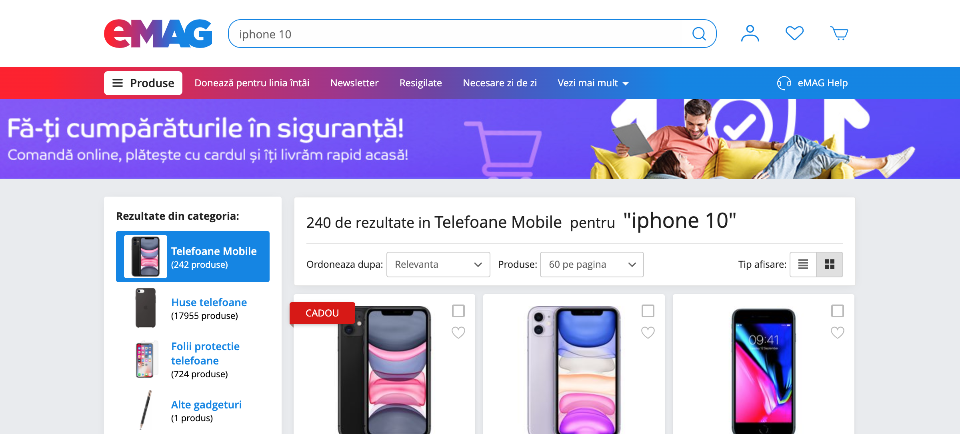 eMAG
iphone 10
Produse
Donează pentru linia întâi
Newsletter
Resigilate
Necesare zi de zi
Vezi mai mult
eMAG Help
Fă-ți cumpărăturile în siguranță!
Comandă online, plătește cu cardul și îți livrăm rapid acasă!
Rezultate din categoria:
Telefoane Mobile
(242 produse)
Huse telefoane
(17955 produse)
Folii protectie
telefoane
(724 produse)
Alte gadgeturi
(1 produs)
240 de rezultate in Telefoane Mobile pentru "iphone 10"
Ordoneaza dupa: Relevanta
Produse: 60 pe pagina
Tip afisare:
CADOU
09:41